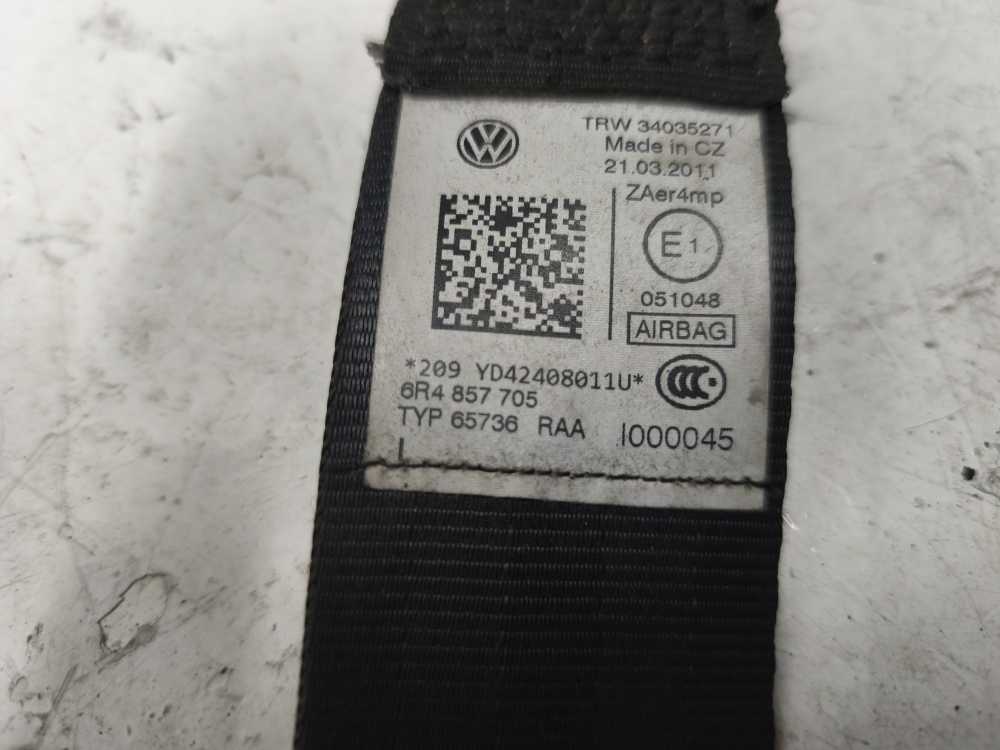 TRW 34035271
Made in CZ
21.03.2011
ZAer4mp
E1
051048
AIRBAG
*209 YD42408011U*
CCC
6R4 857 705
TYP 65736 RAA
I000045